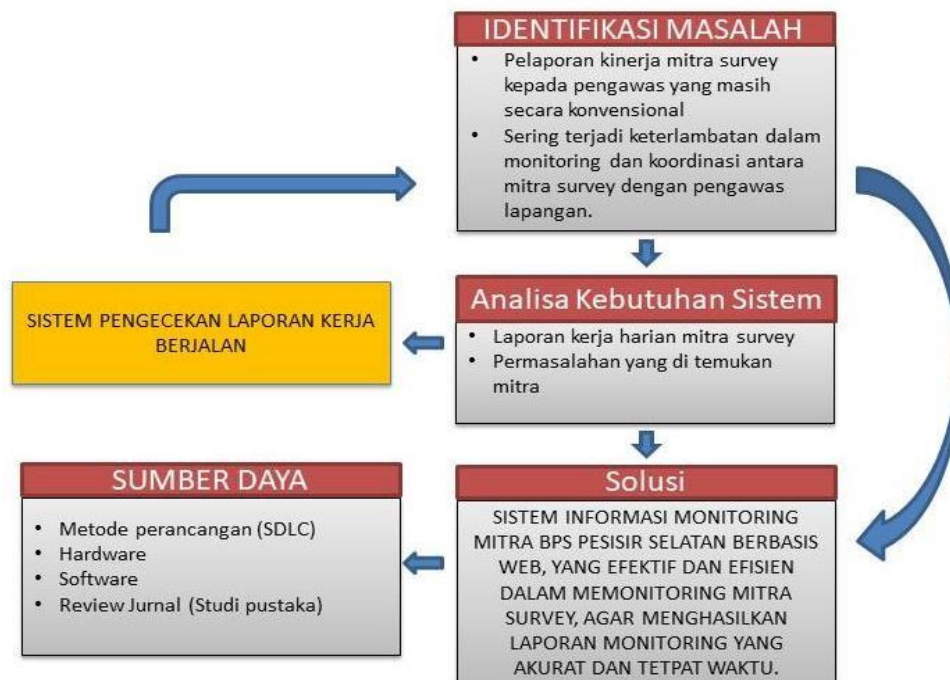 IDENTIFIKASI MASALAH
• Pelaporan kinerja mitra survey
kepada pengawas yang masih
secara konvensional
• Sering terjadi keterlambatan dalam
monitoring dan koordinasi antara
mitra survey dengan pengawas
lapangan.
SISTEM PENGECEKAN LAPORAN KERJA
BERJALAN
Analisa Kebutuhan Sistem
• Laporan kerja harian mitra survey
• Permasalahan yang di temukan
mitra
SUMBER DAYA
• Metode perancangan (SDLC)
• Hardware
• Software
• Review Jurnal (Studi pustaka)
Solusi
SISTEM INFORMASI MONITORING
MITRA BPS PESISIR SELATAN BERBASIS
WEB, YANG EFEKTIF DAN EFISIEN
DALAM MEMONITORING MITRA
SURVEY, AGAR MENGHASILKAN
LAPORAN MONITORING YANG
AKURAT DAN TETPAT WAKTU.